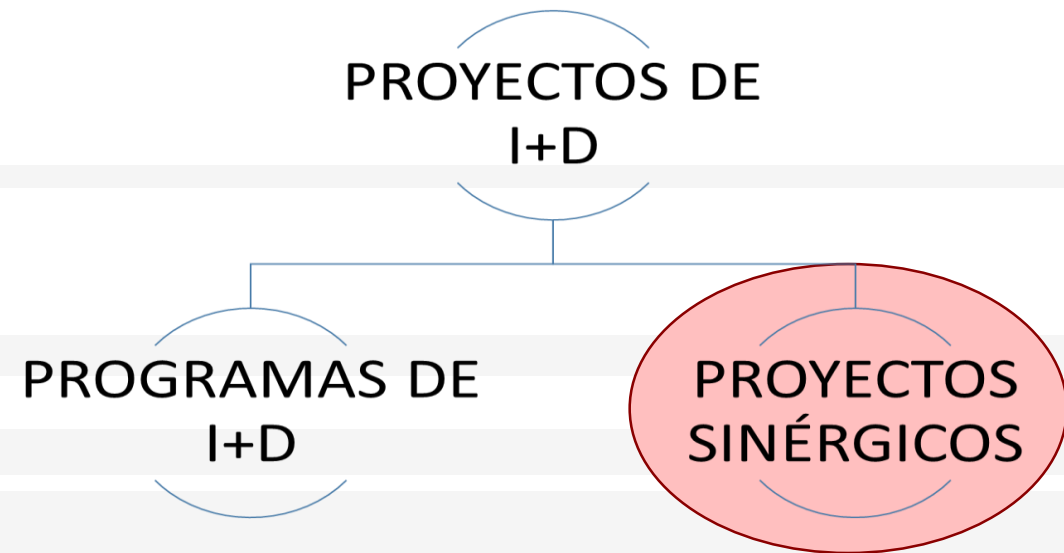 PROYECTOS DE
I+D
PROGRAMAS DE
I+D
PROYECTOS
SINÉRGICOS